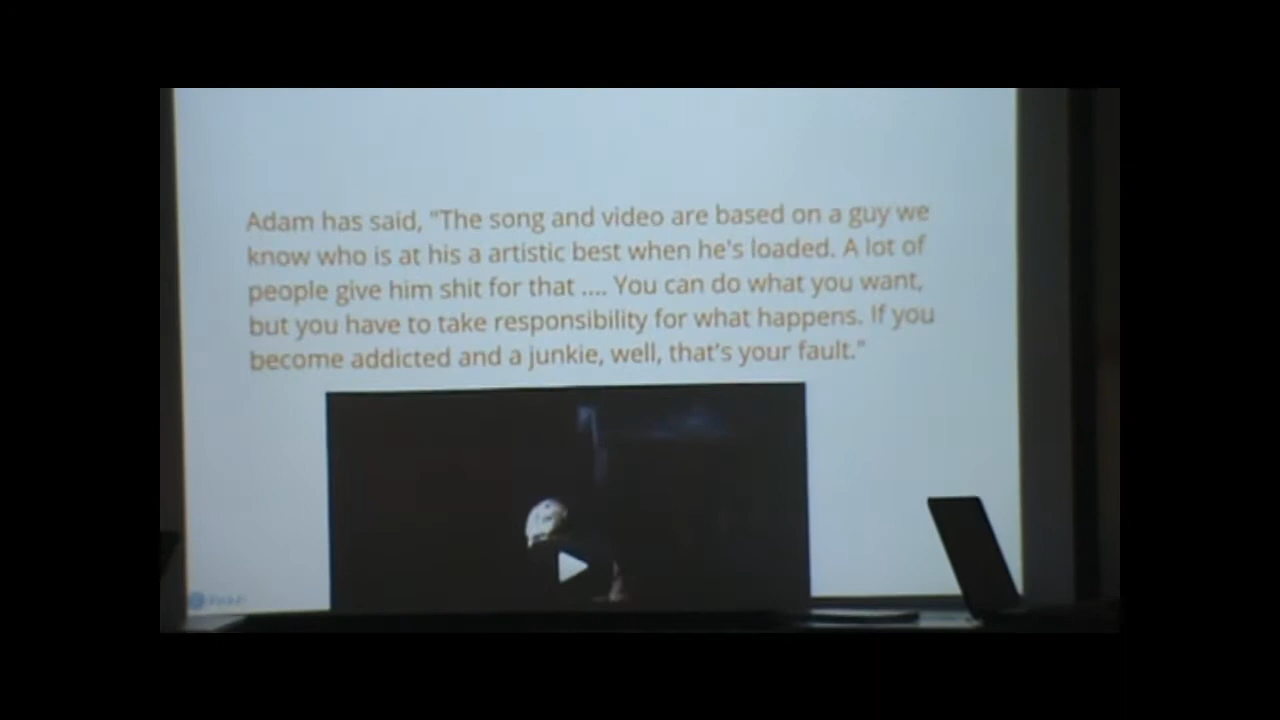 Adam has said, "The song and video are based on a guy we
know who is at his a artistic best when he's loaded. A lot of
people give him shit for that .... You can do what you want,
but you have to take responsibility for what happens. If you
become addicted and a junkie, well, that's your fault."